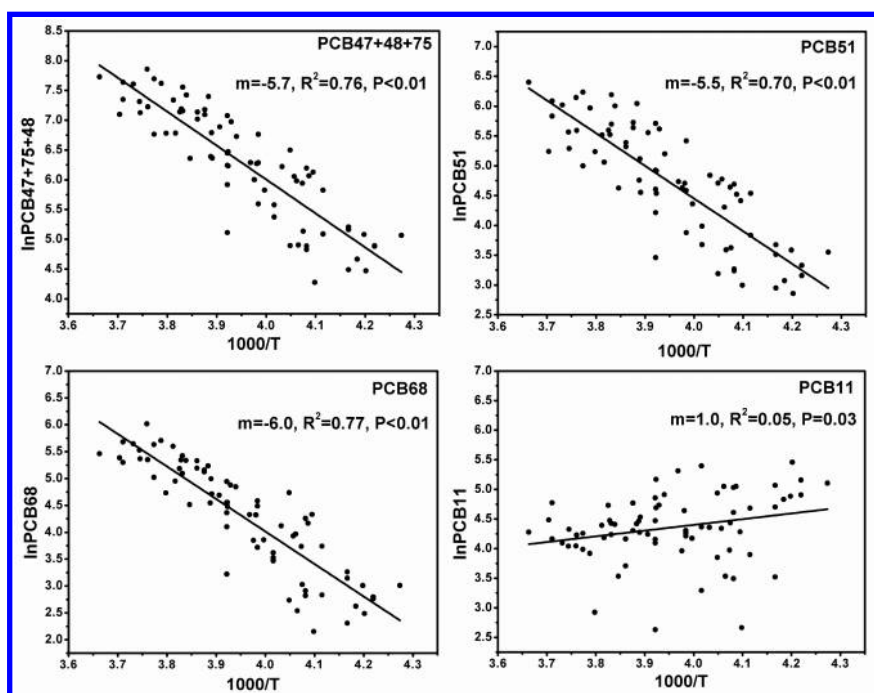 PCB47+48+75
m=-5.7, R²=0.76, P<0.01
lnPCB47+75+48
8.5
8.0
7.5
7.0
6.5
6.0
5.5
5.0
4.5
4.0
3.6 3.7 3.8 3.9 4.0 4.1 4.2 4.3
1000/T
PCB51
m=-5.5, R²=0.70, P<0.01
lnPCB51
7.0
6.5
6.0
5.5
5.0
4.5
4.0
3.5
3.0
2.5
3.6 3.7 3.8 3.9 4.0 4.1 4.2 4.3
1000/T
PCB68
m=-6.0, R²=0.77, P<0.01
lnPCB68
7.0
6.5
6.0
5.5
5.0
4.5
4.0
3.5
3.0
2.5
2.0
3.6 3.7 3.8 3.9 4.0 4.1 4.2 4.3
1000/T
PCB11
m=1.0, R²=0.05, P=0.03
lnPCB11
7.0
6.5
6.0
5.5
5.0
4.5
4.0
3.5
3.0
2.5
3.6 3.7 3.8 3.9 4.0 4.1 4.2 4.3
1000/T